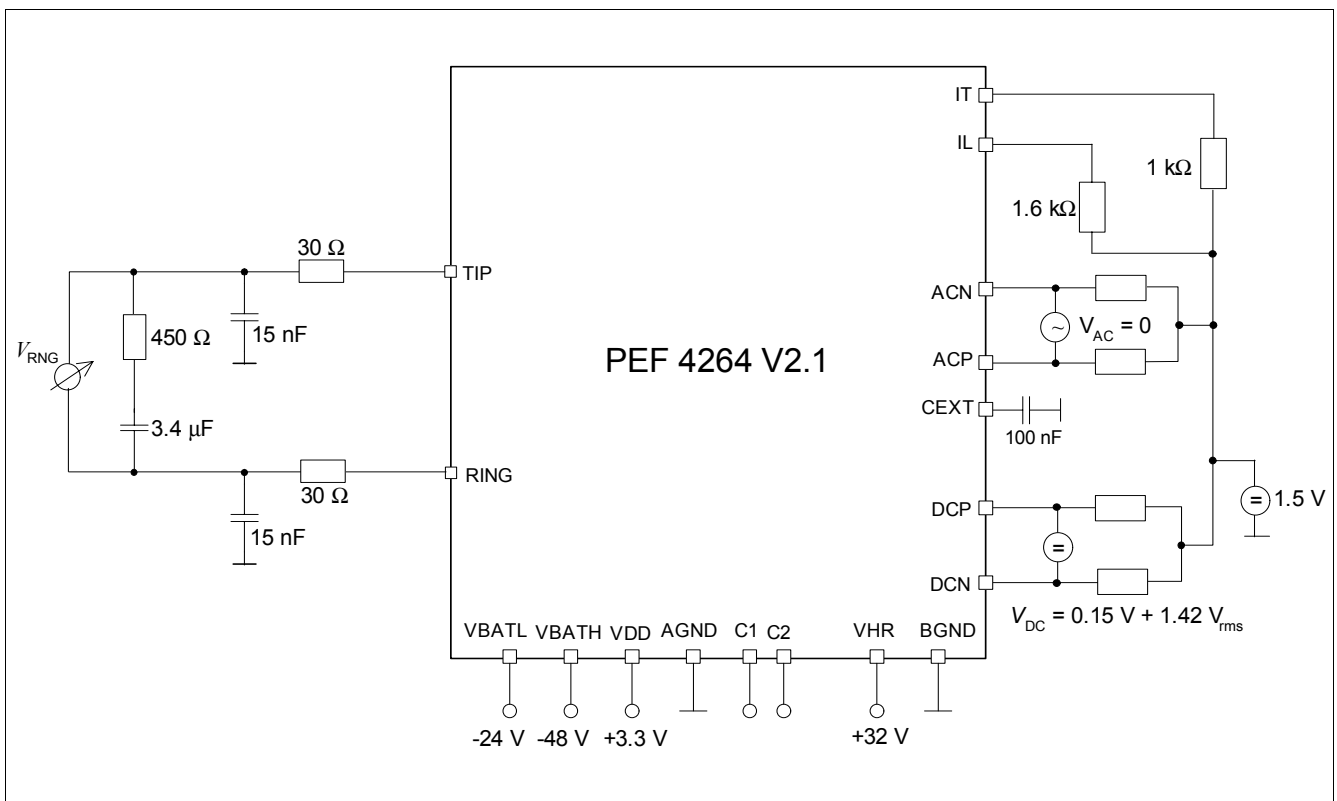 IT
IL
1 kΩ
1.6 kΩ
30 Ω
TIP
ACN
450 Ω
15 nF
V_AC = 0
V_RNG
PEF 4264 V2.1
ACP
CEXT
3.4 µF
100 nF
RING
30 Ω
DCP
1.5 V
15 nF
DCN
V_DC = 0.15 V + 1.42 V_rms
VBATL VBATH VDD AGND C1 C2 VHR BGND
-24 V -48 V +3.3 V +32 V